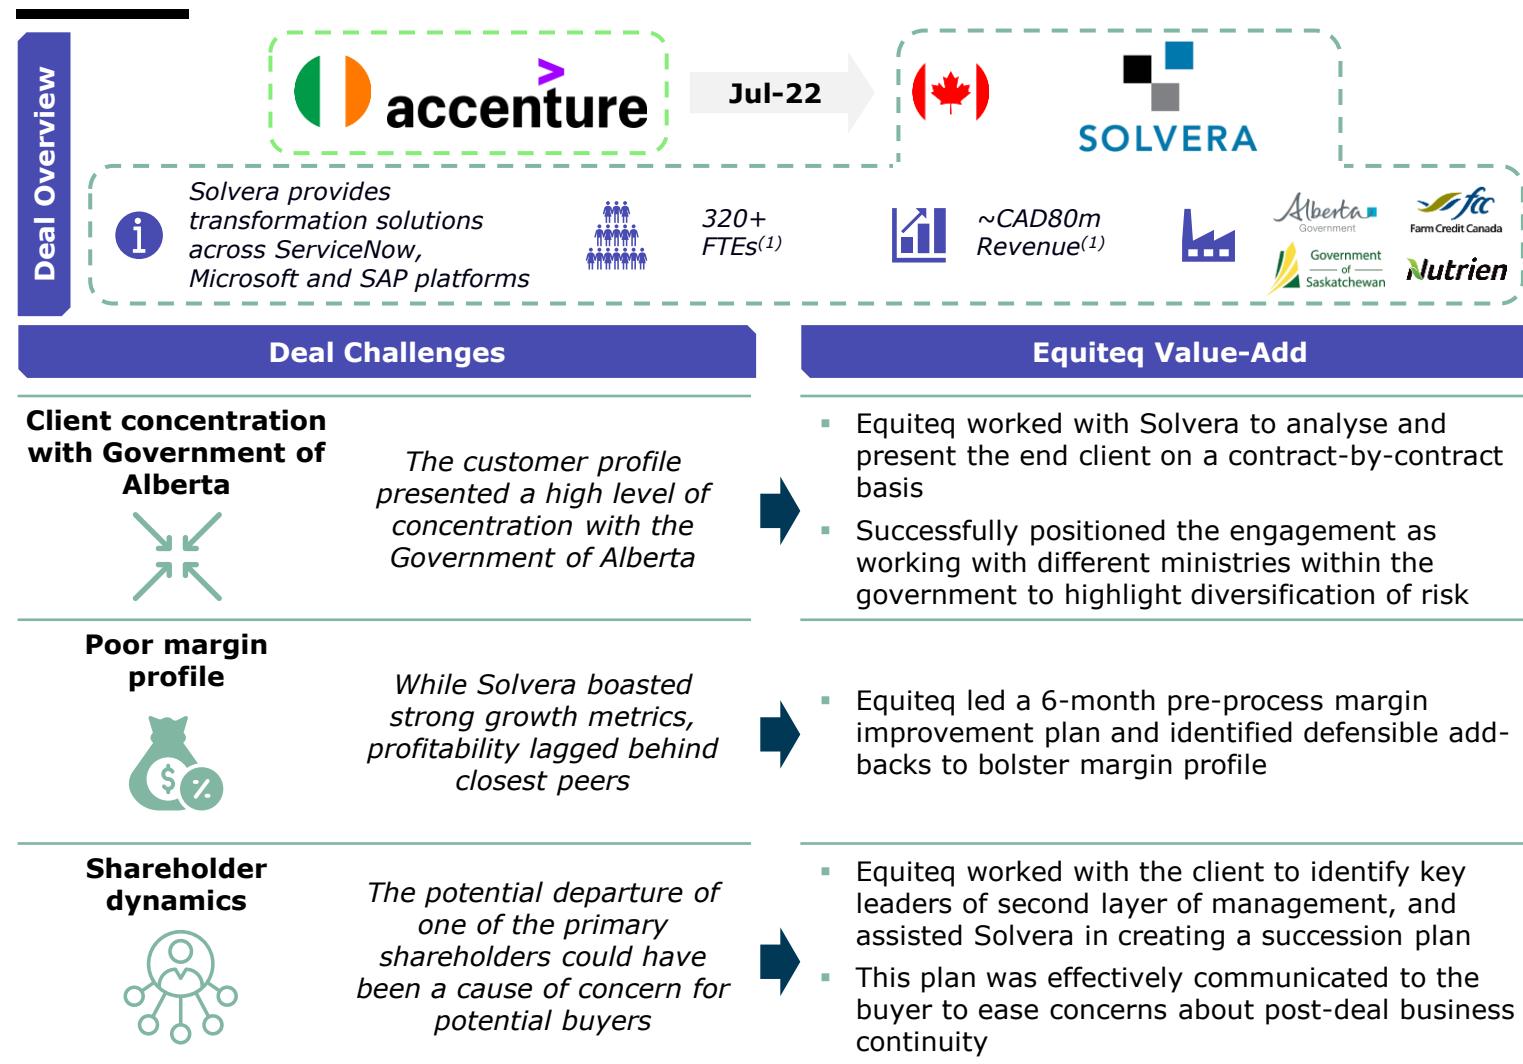 Deal Overview
accenture
Jul-22
SOLVERA
Solvera provides
transformation solutions
across ServiceNow,
Microsoft and SAP platforms
320+
FTEs(1)
~CAD80m
Revenue(1)
Alberta
Government
fcc
Farm Credit Canada
Government
of
Saskatchewan
Nutrien
Deal Challenges
Equiteq Value-Add
Client concentration
with Government of
Alberta
The customer profile
presented a high level of
concentration with the
Government of Alberta
▪ Equiteq worked with Solvera to analyse and
present the end client on a contract-by-contract
basis
▪ Successfully positioned the engagement as
working with different ministries within the
government to highlight diversification of risk
Poor margin
profile
While Solvera boasted
strong growth metrics,
profitability lagged behind
closest peers
▪ Equiteq led a 6-month pre-process margin
improvement plan and identified defensible add-
backs to bolster margin profile
Shareholder
dynamics
The potential departure of
one of the primary
shareholders could have
been a cause of concern for
potential buyers
▪ Equiteq worked with the client to identify key
leaders of second layer of management, and
assisted Solvera in creating a succession plan
▪ This plan was effectively communicated to the
buyer to ease concerns about post-deal business
continuity